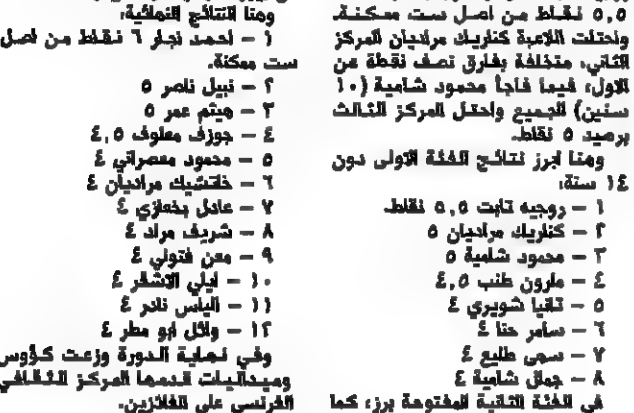 ٥,٥ نقاط من اصل ست ممكنة.
واحتلت اللاعبة كناريك مراديان المركز
الثاني، متخلفة بفارق نصف نقطة عن
الاول، فيما فاجأ محمود شامية (١٠
سنين) الجميع واحتل المركز الثالث
برصيد ٥ نقاط.
وهنا ابرز نتائج الفئة الاولى دون
١٤ سنة:
١ – روجيه ثابت ٥,٥ نقاط.
٢ – كناريك مراديان ٥
٣ – محمود شامية ٥
٤ – مارون طنب ٤,٥
٥ – تانيا شويري ٤
٦ – سامر حنا ٤
٧ – سهى طليع ٤
٨ – جمال شامية ٤
في الفئة الثانية المفتوحة برز، كما
وهنا النتائج النهائية:
١ – احمد نجار ٦ نقاط من اصل
ست ممكنة.
٢ – نبيل ناصر ٥
٣ – هيثم عمر ٥
٤ – جوزف معلوف ٤,٥
٥ – محمود معصراني ٤
٦ – خاتشيك مراديان ٤
٧ – عادل بخعازي ٤
٨ – شريف مراد ٤
٩ – معن فتوني ٤
١٠ – ايلي الاشقر ٤
١١ – الياس نادر ٤
١٢ – وائل ابو مطر ٤
وفي نهاية الدورة وزعت كؤوس
وميداليات قدمها المركز الثقافي
الفرنسي على الفائزين.